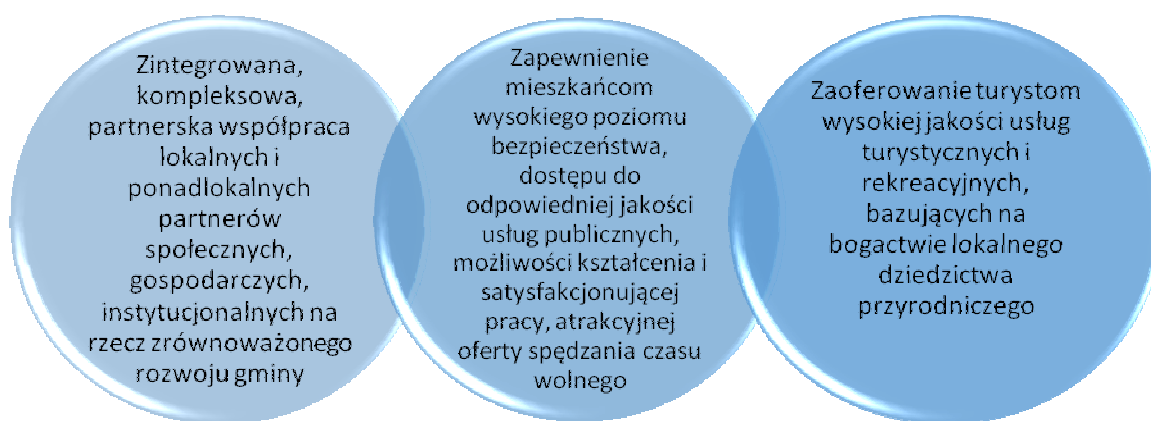 Zintegrowana,
kompleksowa,
partnerska współpraca
lokalnych i
ponadlokalnych
partnerów
społecznych,
gospodarczych,
instytucjonalnych na
rzecz zrównoważonego
rozwoju gminy
Zapewnienie
mieszkańcom
wysokiego poziomu
bezpieczeństwa,
dostępu do
odpowiedniej jakości
usług publicznych,
możliwości kształcenia i
satysfakcjonującej
pracy, atrakcyjnej
oferty spędzania czasu
wolnego
Zaoferowanie turystom
wysokiej jakości usług
turystycznych i
rekreacyjnych,
bazujących na
bogactwie lokalnego
dziedzictwa
przyrodniczego